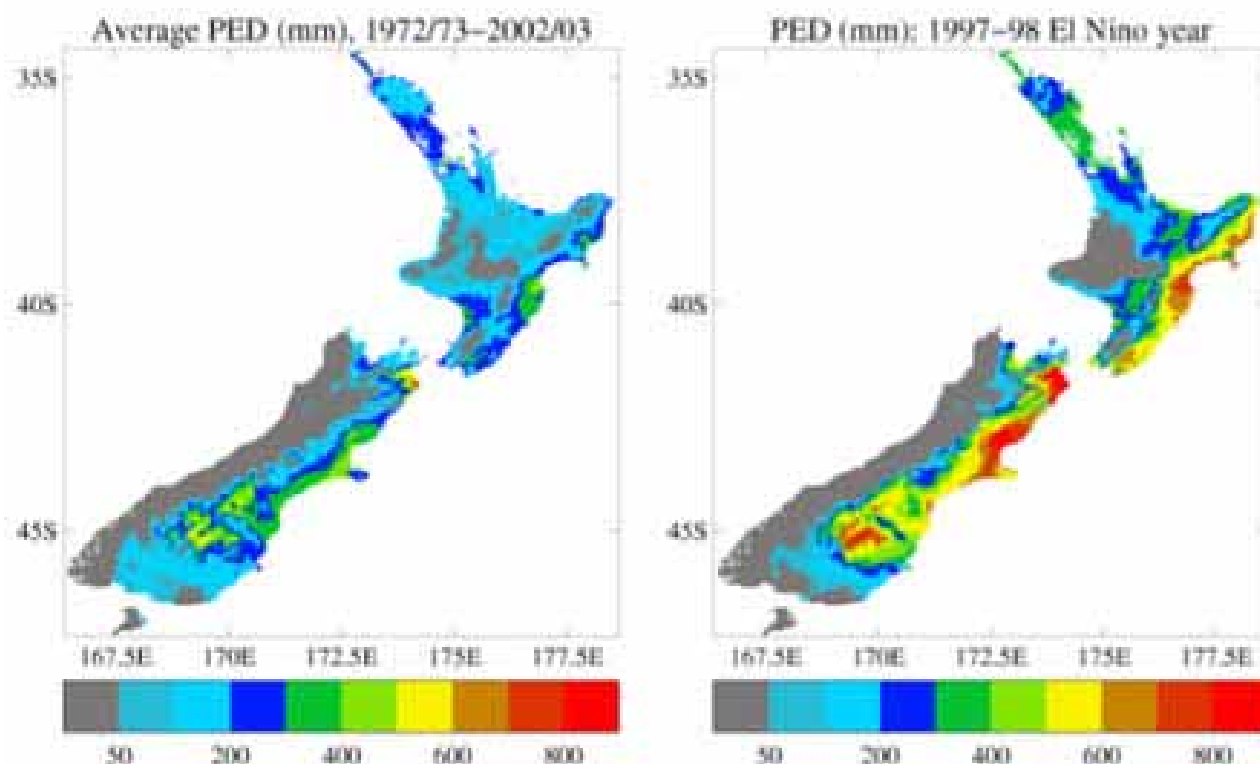 Average PED (mm), 1972/73-2002/03
35S
40S
45S
167.5E 170E 172.5E 175E 177.5E
50 200 400 600 800
PED (mm): 1997-98 El Nino year
35S
40S
45S
167.5E 170E 172.5E 175E 177.5E
50 200 400 600 800